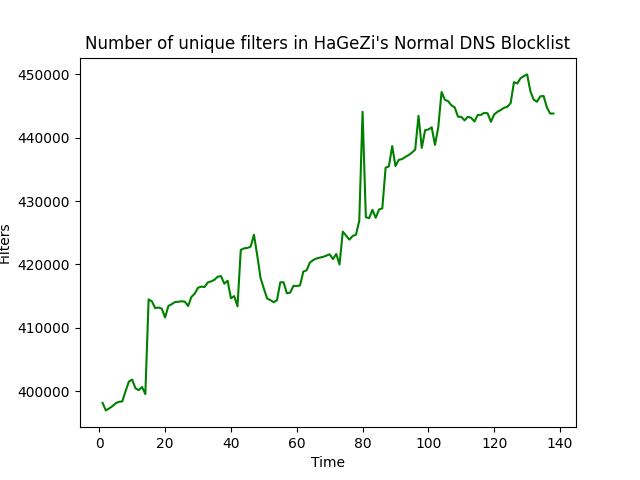 Number of unique filters in HaGeZi's Normal DNS Blocklist
450000
440000
430000
420000
410000
400000
Filters
0 20 40 60 80 100 120 140
Time